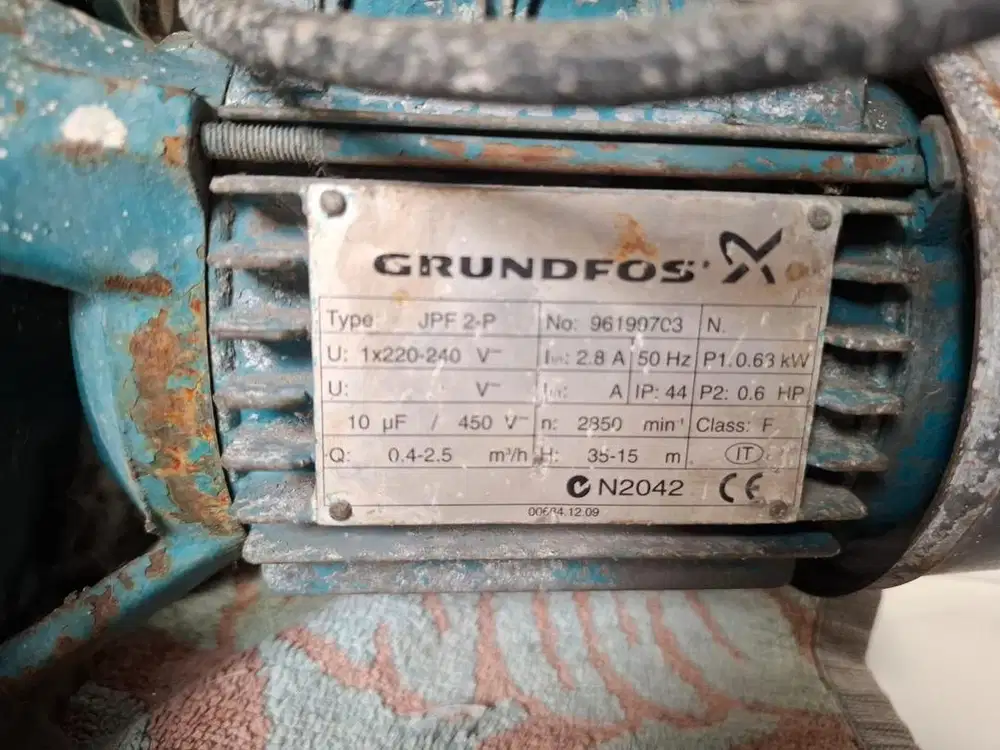 GRUNDFOS
Type: JPF 2-P No: 96190703 N.
U: 1x220-240 V~ I: 2.8 A 50 Hz P1. 0.63 kW
U: V~ A IP: 44 P2: 0.6 HP
10 µF / 450 V~ n: 2850 min⁻¹ Class: F
Q: 0.4-2.5 m³/h H: 35-15 m IT
N2042 CE
12.09